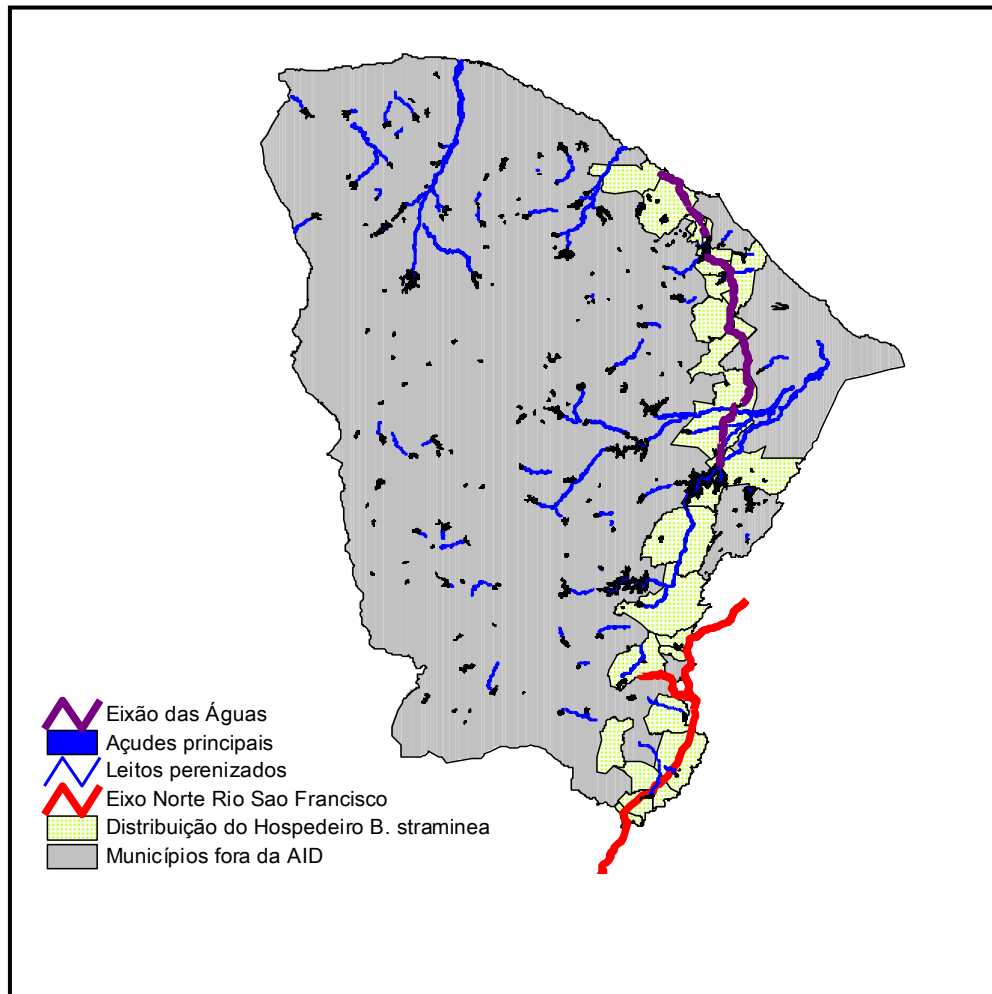 Eixão das Águas
Açudes principais
Leitos perenizados
Eixo Norte Rio Sao Francisco
Distribuição do Hospedeiro B. straminea
Municípios fora da AID